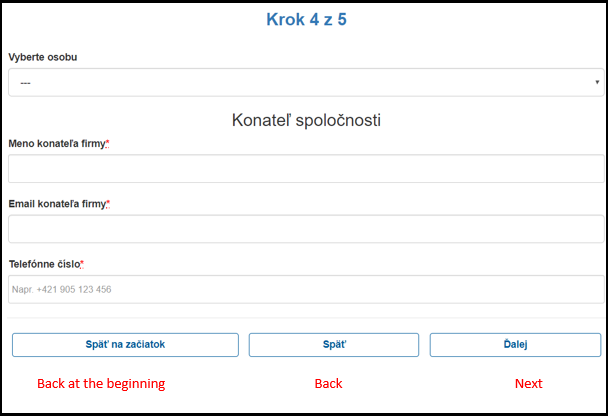 Krok 4 z 5
Vyberte osobu
---
Konateľ spoločnosti
Meno konateľa firmy*
Email konateľa firmy*
Telefónne číslo*
Napr. +421 905 123 456
Späť na začiatok Späť Ďalej
Back at the beginning Back Next